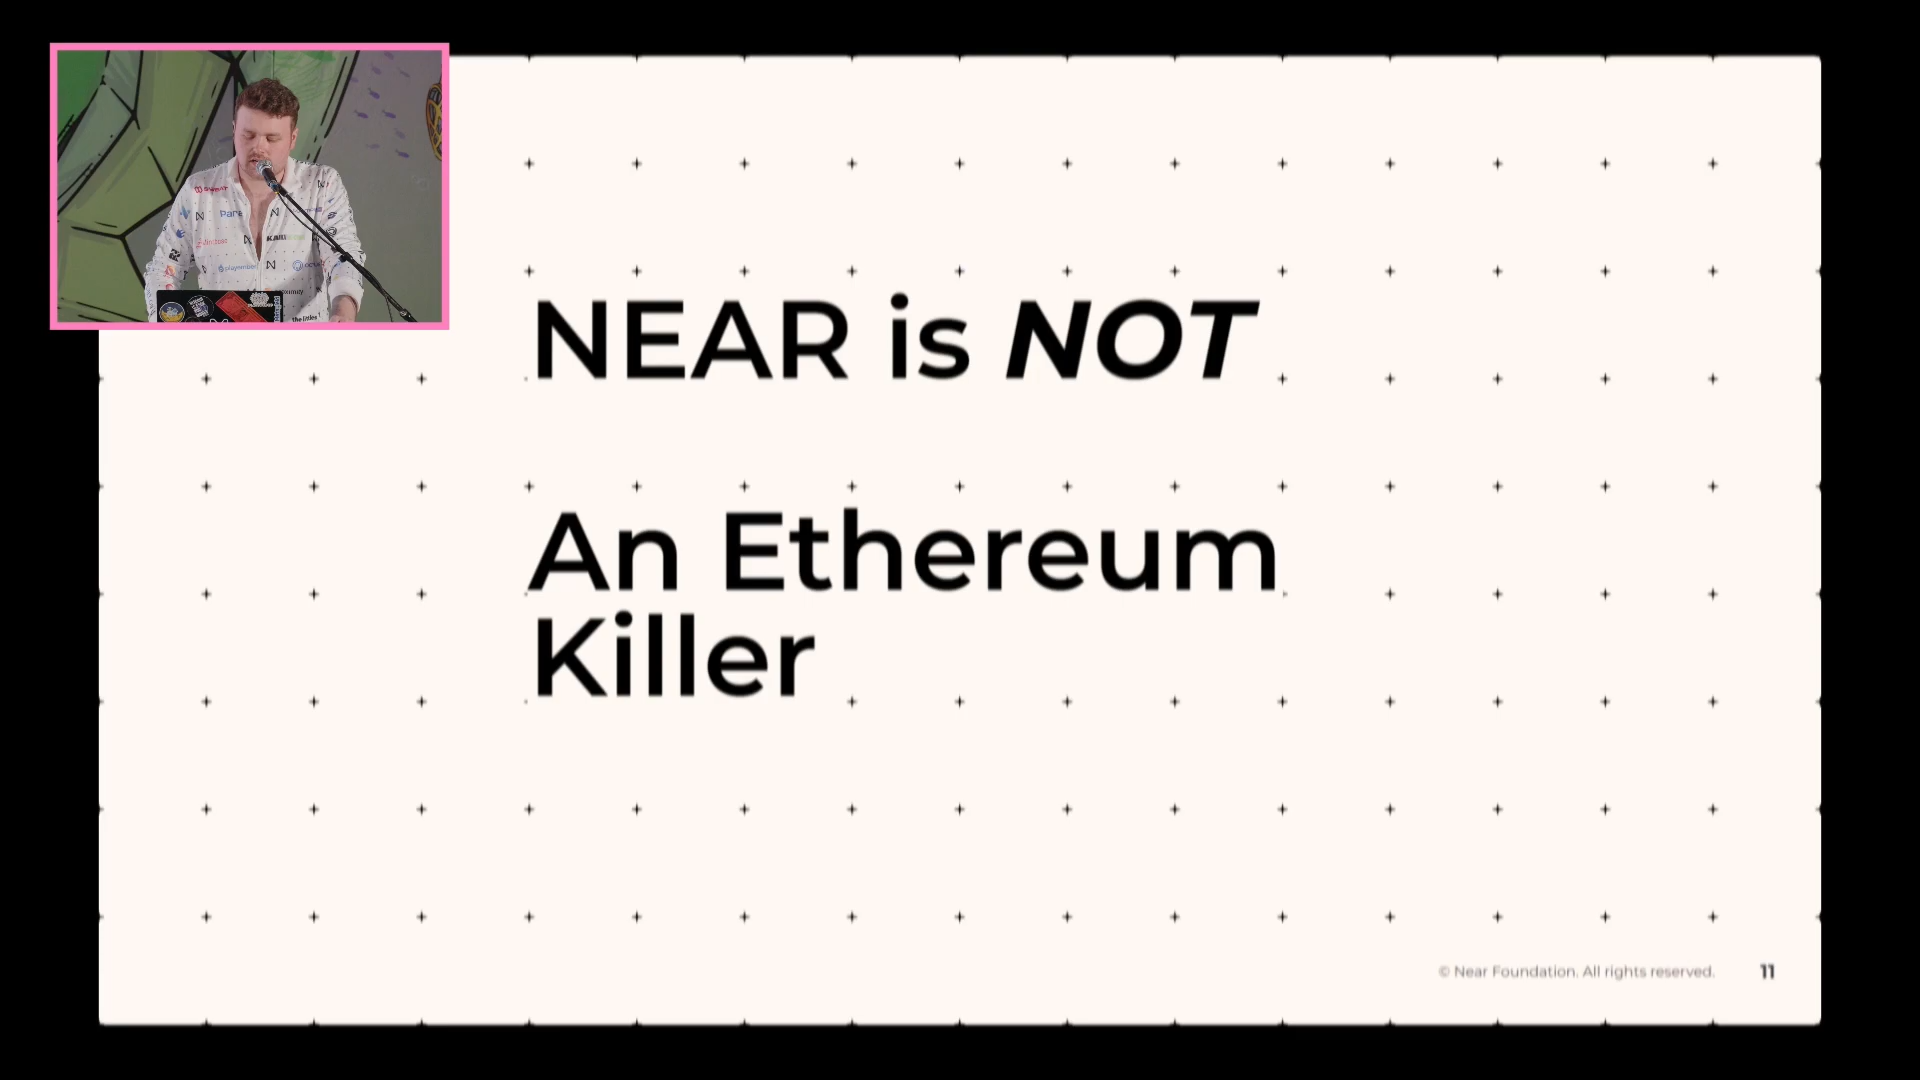 NEAR is NOT
An Ethereum
Killer
© Near Foundation. All rights reserved.
11